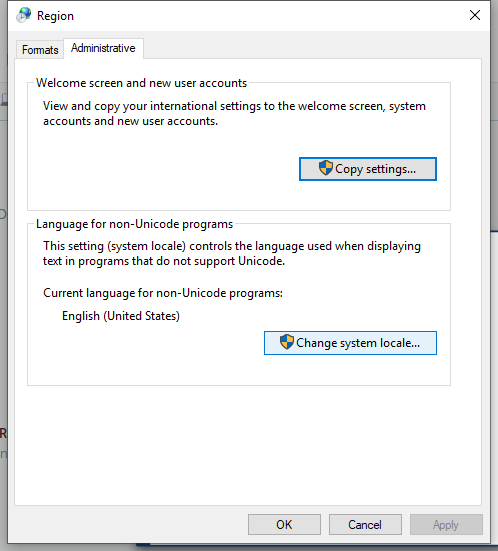 Region
Formats
Administrative
Welcome screen and new user accounts
View and copy your international settings to the welcome screen, system
accounts and new user accounts.
Copy settings...
Language for non-Unicode programs
This setting (system locale) controls the language used when displaying
text in programs that do not support Unicode.
Current language for non-Unicode programs:
English (United States)
Change system locale...
OK
Cancel
Apply